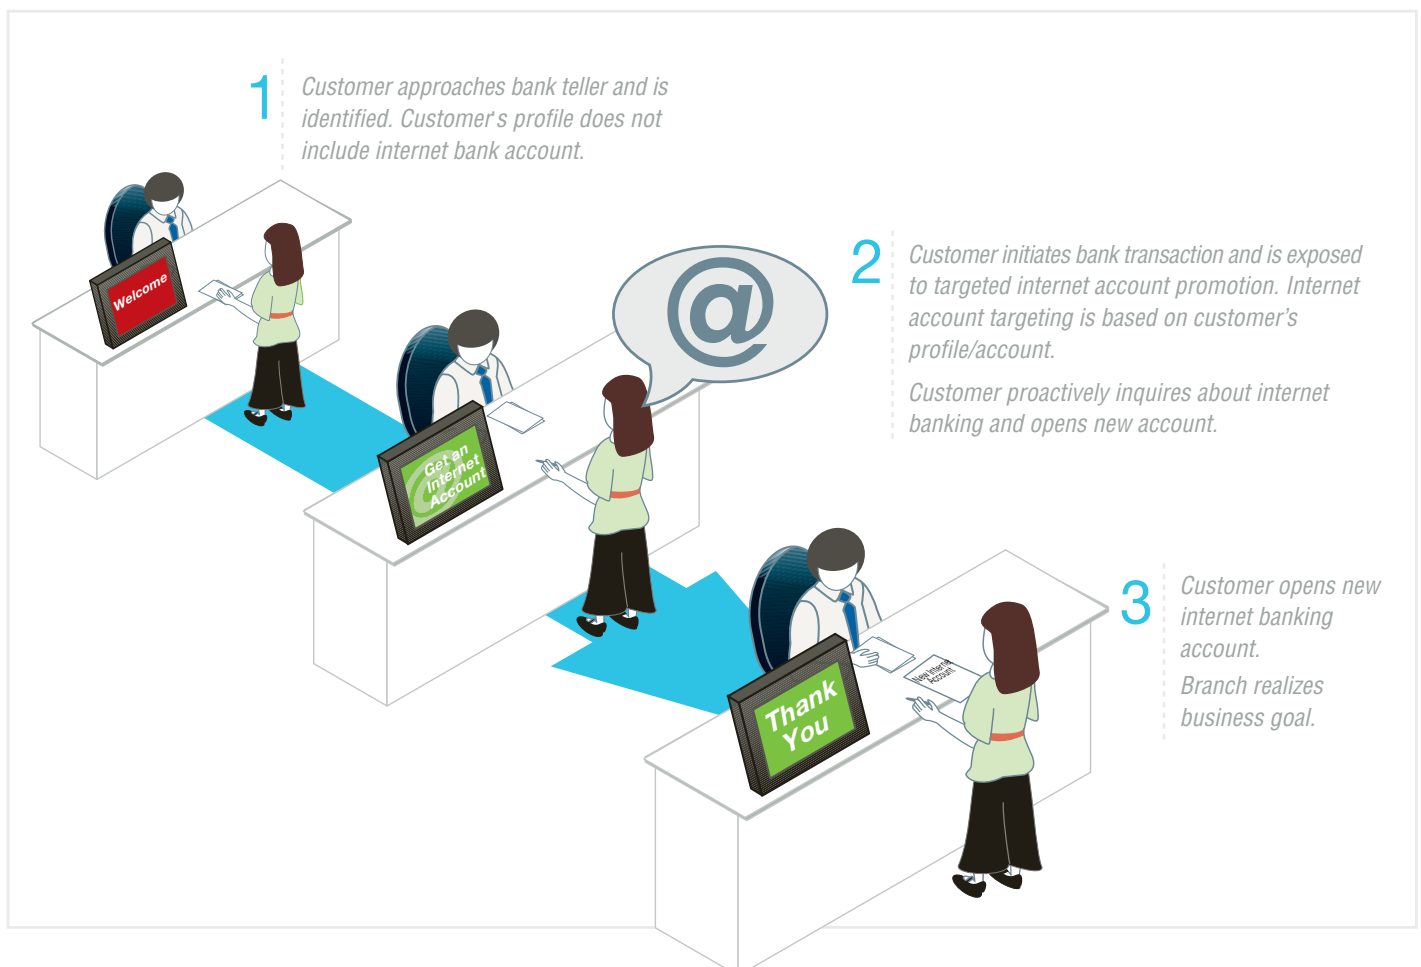 1
Customer approaches bank teller and is
identified. Customer's profile does not
include internet bank account.
Welcome
@
2
Customer initiates bank transaction and is exposed
to targeted internet account promotion. Internet
account targeting is based on customer’s
profile/account.
Customer proactively inquires about internet
banking and opens new account.
@
Get an
Internet
Account
3
Customer opens new
internet banking
account.
Branch realizes
business goal.
New Internet
Account
Thank
You